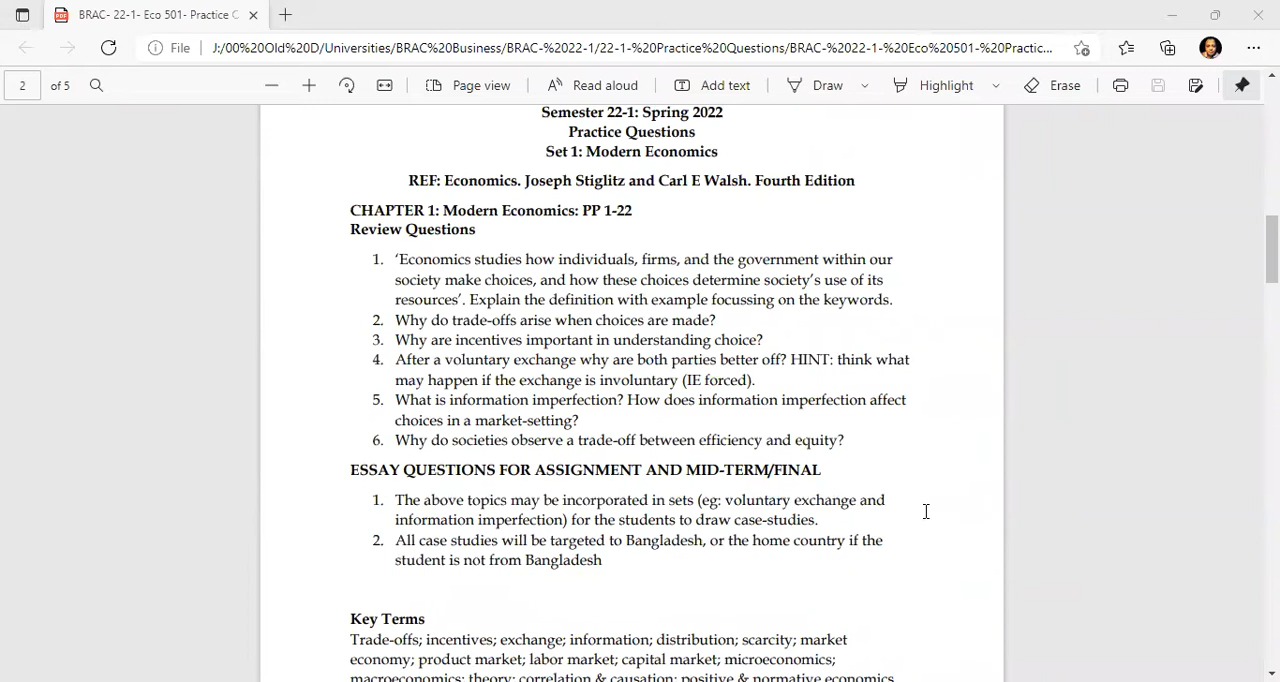 BRAC- 22-1- Eco 501- Practice C
File J:/00%20Old%20D/Universities/BRAC%20Business/BRAC-%2022-1/22-1-%20Practice%20Questions/BRAC-%2022-1-%20Eco%20501-%20Practic...
2 of 5 Page view Read aloud Add text Draw Highlight Erase
Semester 22-1: Spring 2022
Practice Questions
Set 1: Modern Economics
REF: Economics. Joseph Stiglitz and Carl E Walsh. Fourth Edition
CHAPTER 1: Modern Economics: PP 1-22
Review Questions
1. ‘Economics studies how individuals, firms, and the government within our
society make choices, and how these choices determine society’s use of its
resources’. Explain the definition with example focussing on the keywords.
2. Why do trade-offs arise when choices are made?
3. Why are incentives important in understanding choice?
4. After a voluntary exchange why are both parties better off? HINT: think what
may happen if the exchange is involuntary (IE forced).
5. What is information imperfection? How does information imperfection affect
choices in a market-setting?
6. Why do societies observe a trade-off between efficiency and equity?
ESSAY QUESTIONS FOR ASSIGNMENT AND MID-TERM/FINAL
1. The above topics may be incorporated in sets (eg: voluntary exchange and
information imperfection) for the students to draw case-studies.
2. All case studies will be targeted to Bangladesh, or the home country if the
student is not from Bangladesh
Key Terms
Trade-offs; incentives; exchange; information; distribution; scarcity; market
economy; product market; labor market; capital market; microeconomics;
macroeconomics; theory; correlation & causation; positive & normative economics